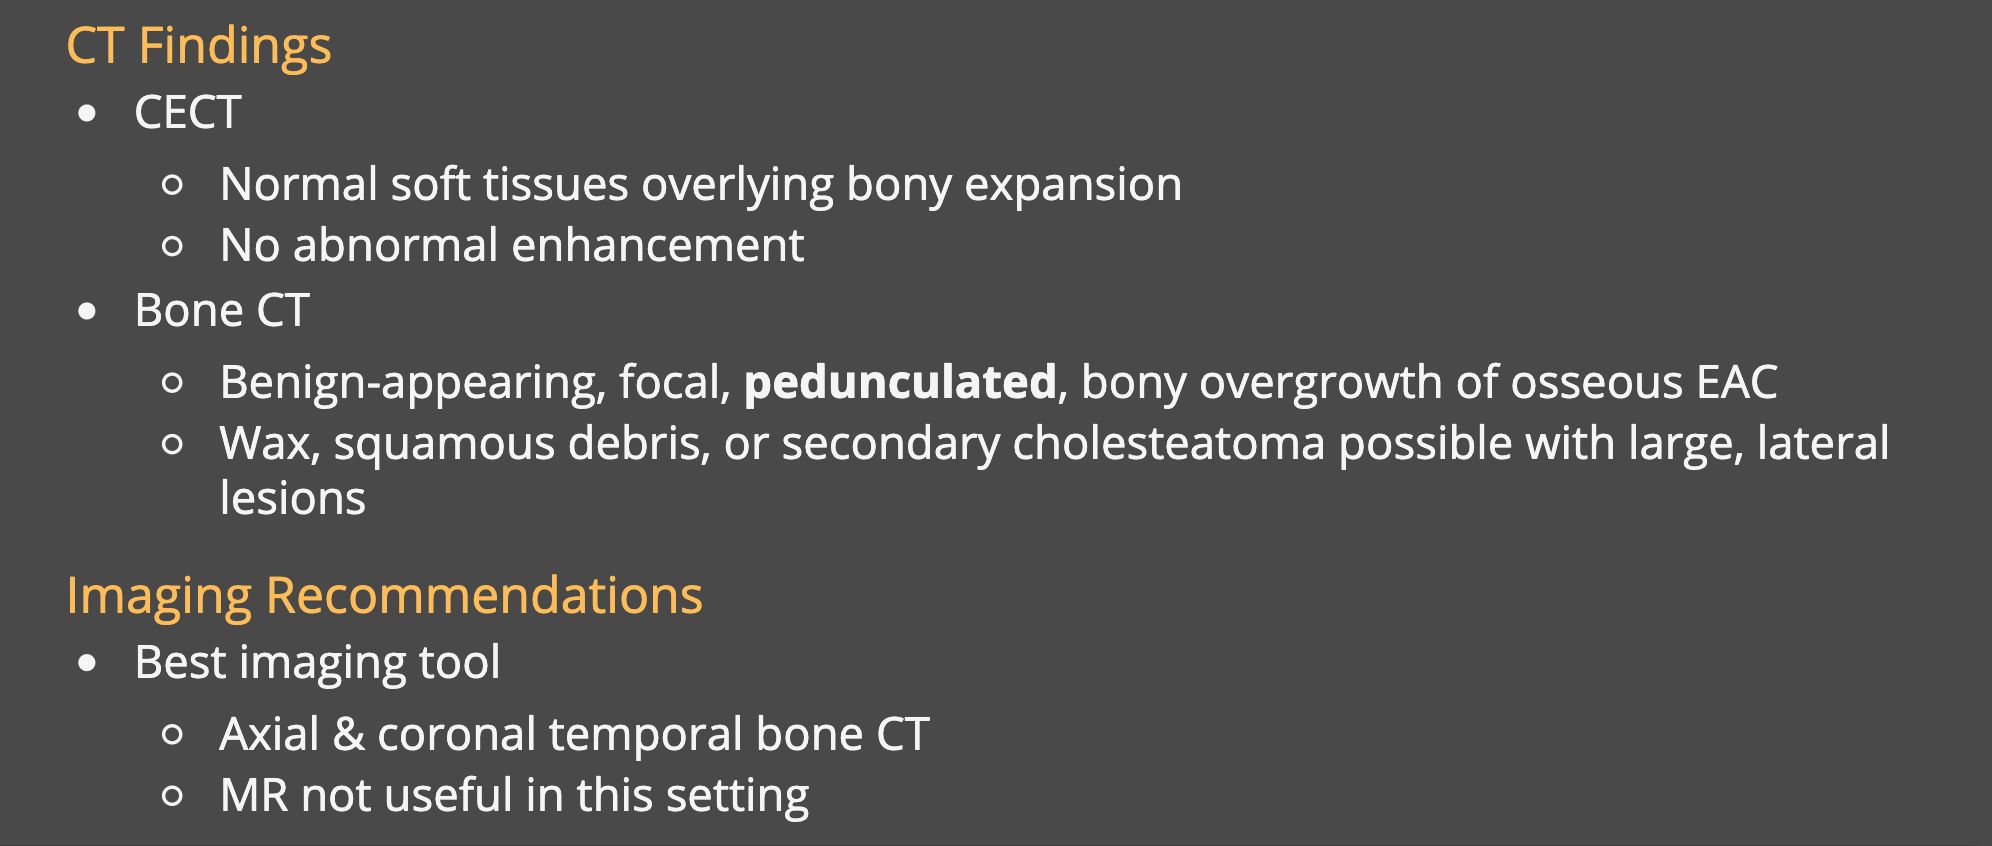 CT Findings
• CECT
○ Normal soft tissues overlying bony expansion
○ No abnormal enhancement
• Bone CT
○ Benign-appearing, focal, pedunculated, bony overgrowth of osseous EAC
○ Wax, squamous debris, or secondary cholesteatoma possible with large, lateral
lesions
Imaging Recommendations
• Best imaging tool
○ Axial & coronal temporal bone CT
○ MR not useful in this setting